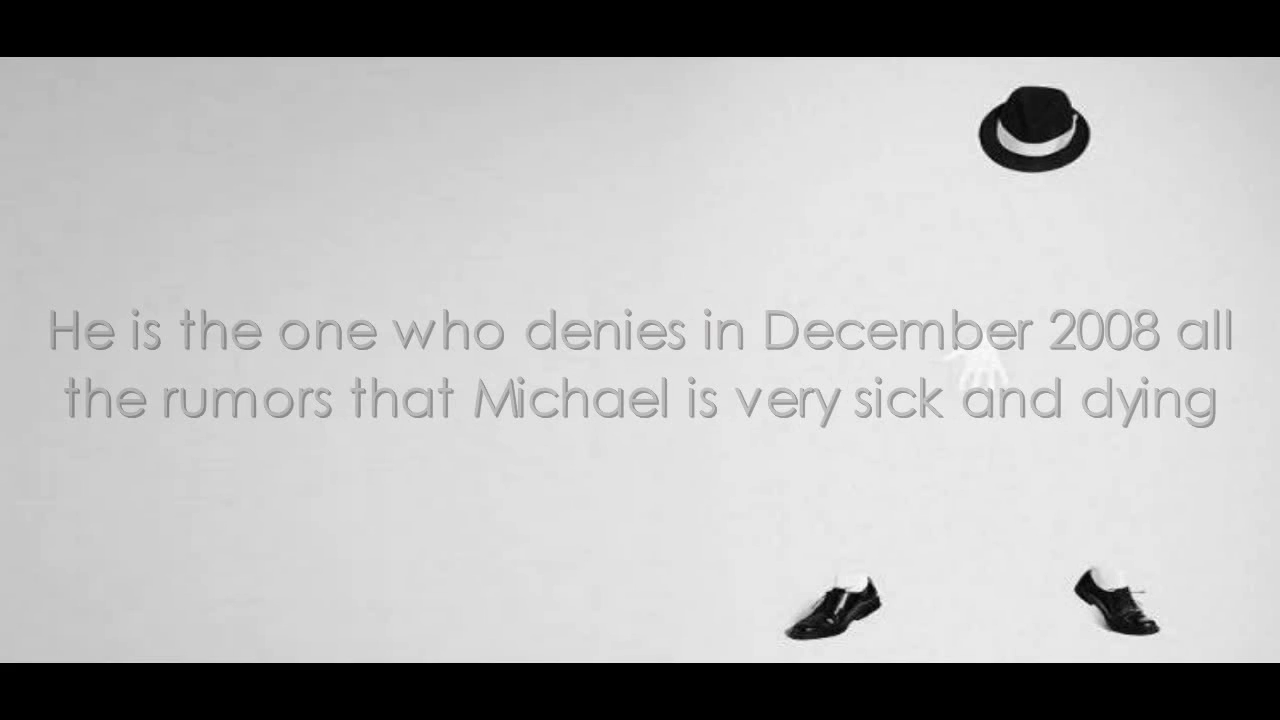 He is the one who denies in December 2008 all
the rumors that Michael is very sick and dying